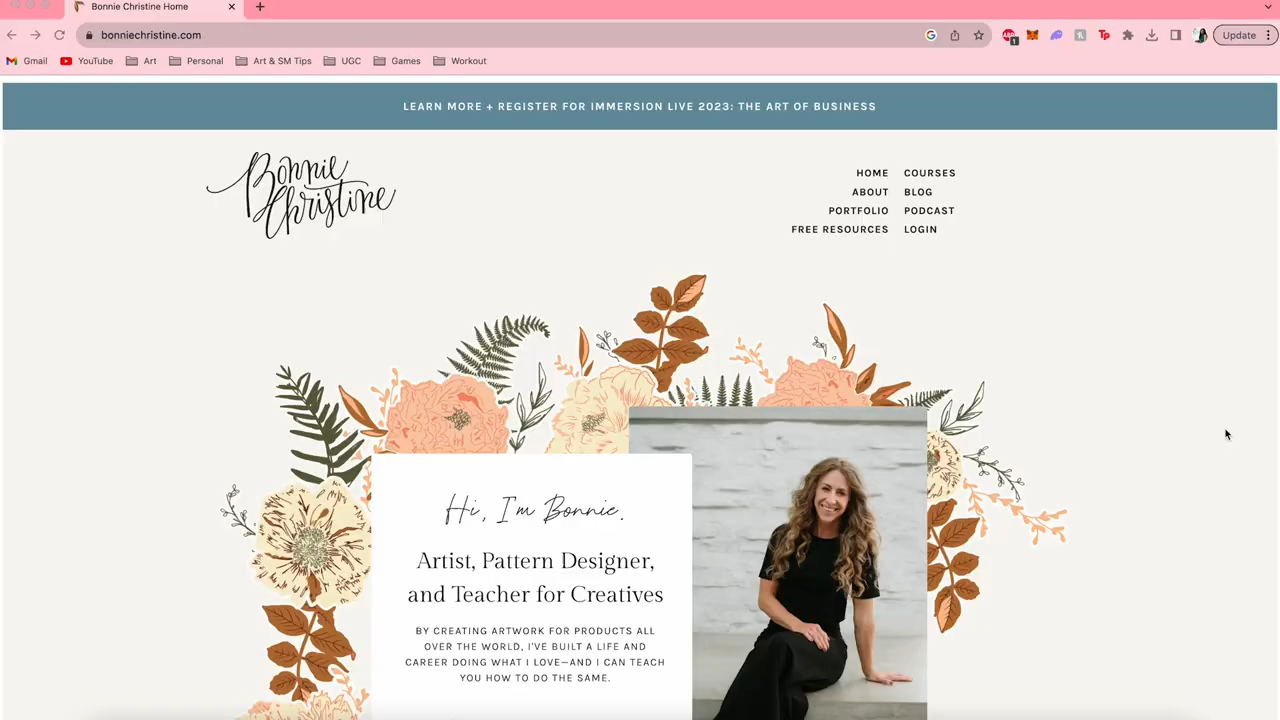 Bonnie Christine Home
bonniechristine.com
Update
Gmail
YouTube
Art
Personal
Art & SM Tips
UGC
Games
Workout
LEARN MORE + REGISTER FOR IMMERSION LIVE 2023: THE ART OF BUSINESS
Bonnie
Christine
HOME COURSES
ABOUT BLOG
PORTFOLIO PODCAST
FREE RESOURCES LOGIN
Hi, I'm Bonnie.
Artist, Pattern Designer,
and Teacher for Creatives
BY CREATING ARTWORK FOR PRODUCTS ALL
OVER THE WORLD, I'VE BUILT A LIFE AND
CAREER DOING WHAT I LOVE—AND I CAN TEACH
YOU HOW TO DO THE SAME.